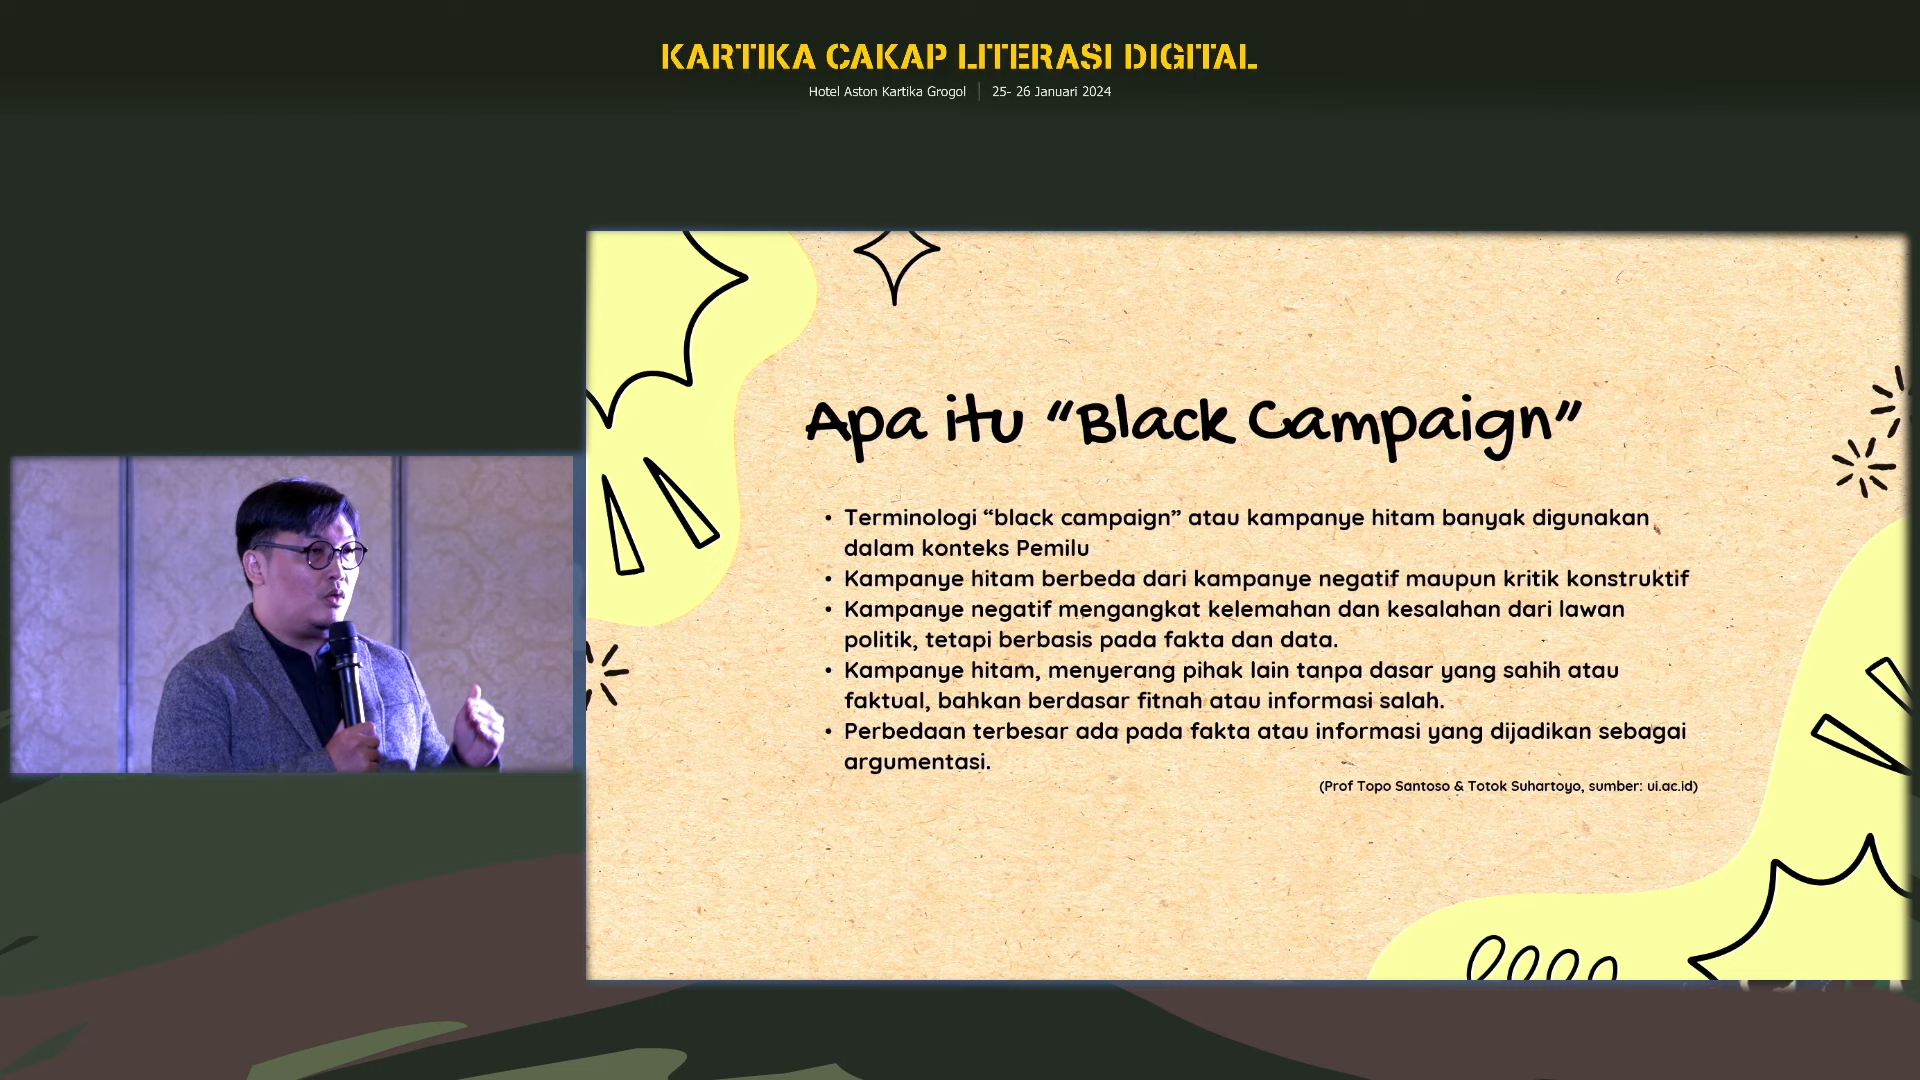 KARTIKA CAKAP LITERASI DIGITAL
Hotel Aston Kartika Grogol | 25- 26 Januari 2024
Apa itu “Black Campaign”
• Terminologi “black campaign” atau kampanye hitam banyak digunakan
dalam konteks Pemilu
• Kampanye hitam berbeda dari kampanye negatif maupun kritik konstruktif
• Kampanye negatif mengangkat kelemahan dan kesalahan dari lawan
politik, tetapi berbasis pada fakta dan data.
• Kampanye hitam, menyerang pihak lain tanpa dasar yang sahih atau
faktual, bahkan berdasar fitnah atau informasi salah.
• Perbedaan terbesar ada pada fakta atau informasi yang dijadikan sebagai
argumentasi.
(Prof Topo Santoso & Totok Suhartoyo, sumber: ui.ac.id)